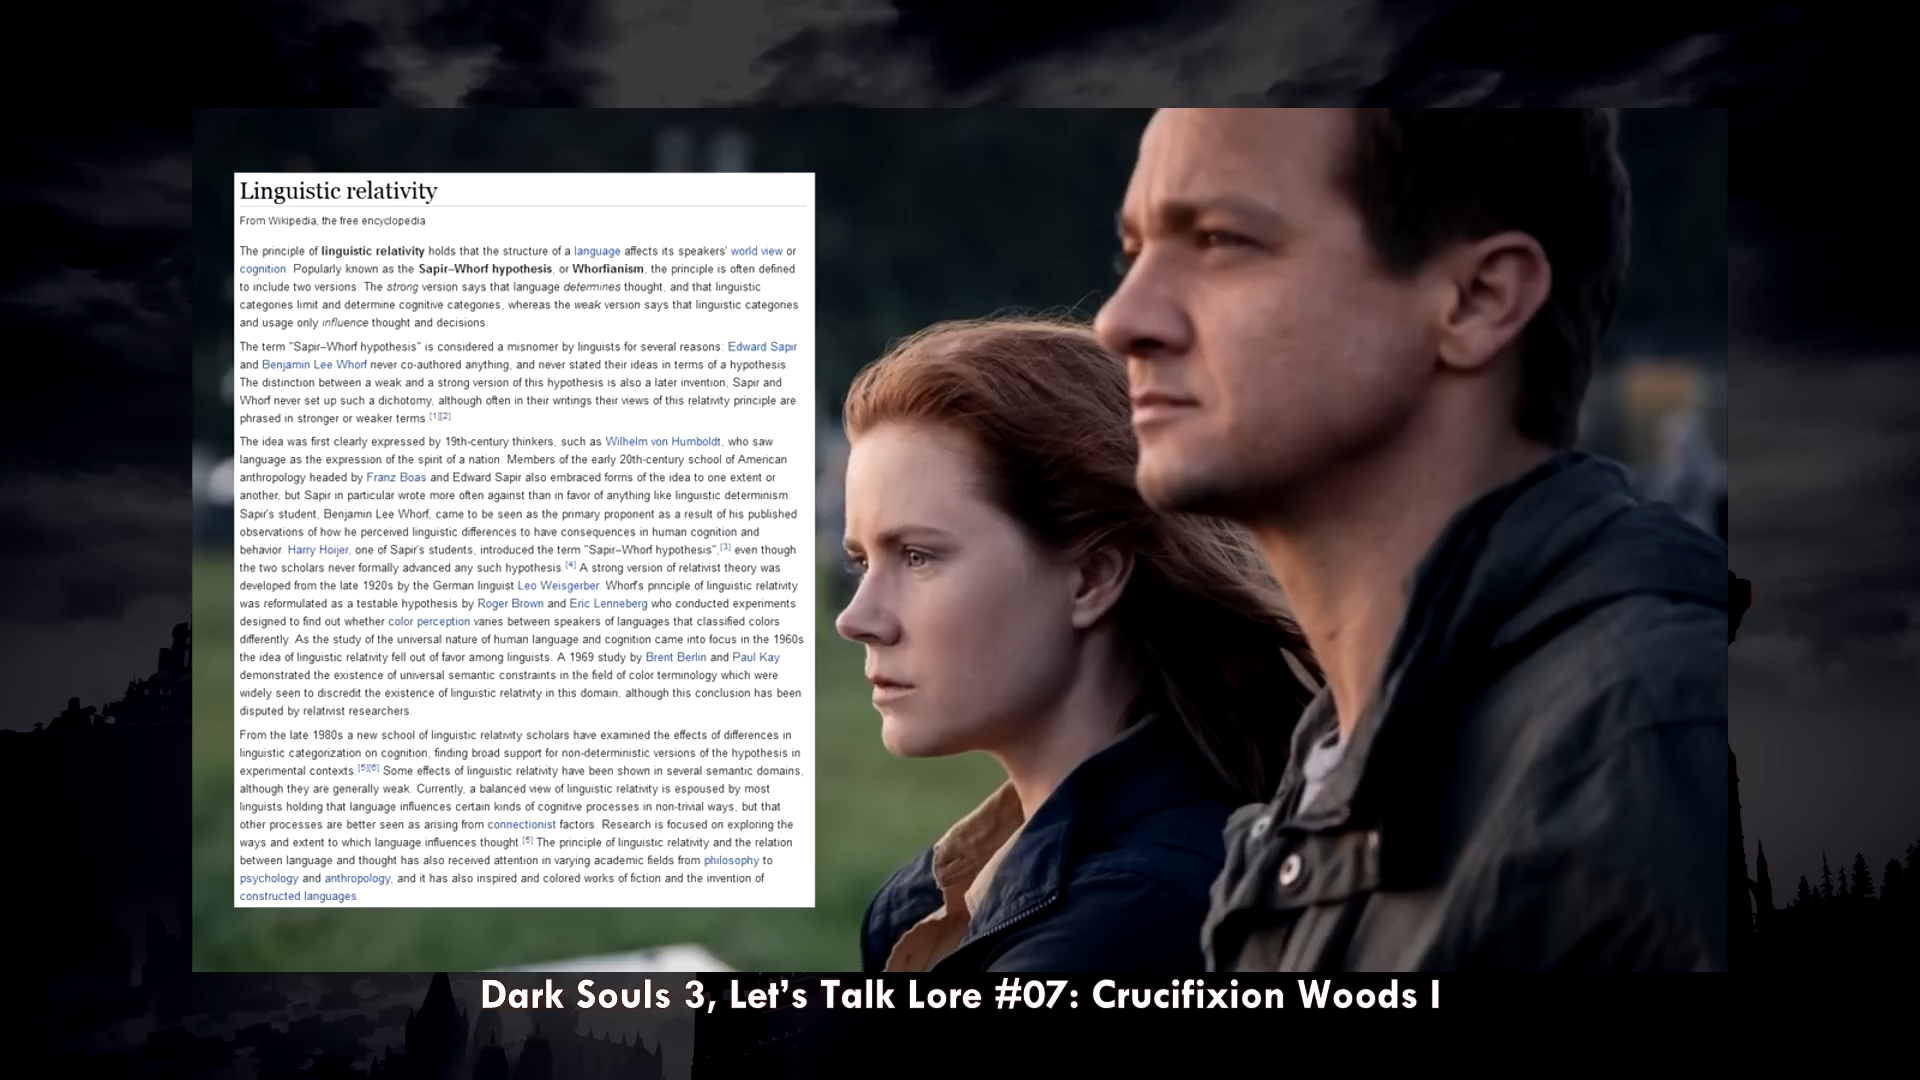 Linguistic relativity
From Wikipedia, the free encyclopedia
The principle of linguistic relativity holds that the structure of a language affects its speakers' world view or
cognition. Popularly known as the Sapir–Whorf hypothesis, or Whorfianism, the principle is often defined
to include two versions. The strong version says that language determines thought, and that linguistic
categories limit and determine cognitive categories, whereas the weak version says that linguistic categories
and usage only influence thought and decisions.
The term "Sapir–Whorf hypothesis" is considered a misnomer by linguists for several reasons: Edward Sapir
and Benjamin Lee Whorf never co-authored anything, and never stated their ideas in terms of a hypothesis.
The distinction between a weak and a strong version of this hypothesis is also a later invention; Sapir and
Whorf never set up such a dichotomy, although often in their writings their views of this relativity principle are
phrased in stronger or weaker terms.[1][2]
The idea was first clearly expressed by 19th-century thinkers, such as Wilhelm von Humboldt, who saw
language as the expression of the spirit of a nation. Members of the early 20th-century school of American
anthropology headed by Franz Boas and Edward Sapir also embraced forms of the idea to one extent or
another, but Sapir in particular wrote more often against than in favor of anything like linguistic determinism.
Sapir's student, Benjamin Lee Whorf, came to be seen as the primary proponent as a result of his published
observations of how he perceived linguistic differences to have consequences in human cognition and
behavior. Harry Hoijer, one of Sapir's students, introduced the term "Sapir–Whorf hypothesis",[3] even though
the two scholars never formally advanced any such hypothesis.[4] A strong version of relativist theory was
developed from the late 1920s by the German linguist Leo Weisgerber. Whorf's principle of linguistic relativity
was reformulated as a testable hypothesis by Roger Brown and Eric Lenneberg who conducted experiments
designed to find out whether color perception varies between speakers of languages that classified colors
differently. As the study of the universal nature of human language and cognition came into focus in the 1960s
the idea of linguistic relativity fell out of favor among linguists. A 1969 study by Brent Berlin and Paul Kay
demonstrated the existence of universal semantic constraints in the field of color terminology which were
widely seen to discredit the existence of linguistic relativity in this domain, although this conclusion has been
disputed by relativist researchers.
From the late 1980s a new school of linguistic relativity scholars have examined the effects of differences in
linguistic categorization on cognition, finding broad support for non-deterministic versions of the hypothesis in
experimental contexts.[5][6] Some effects of linguistic relativity have been shown in several semantic domains,
although they are generally weak. Currently, a balanced view of linguistic relativity is espoused by most
linguists holding that language influences certain kinds of cognitive processes in non-trivial ways, but that
other processes are better seen as arising from connectionist factors. Research is focused on exploring the
ways and extent to which language influences thought.[5] The principle of linguistic relativity and the relation
between language and thought has also received attention in varying academic fields from philosophy to
psychology and anthropology, and it has also inspired and colored works of fiction and the invention of
constructed languages.
Dark Souls 3, Let's Talk Lore #07: Crucifixion Woods I